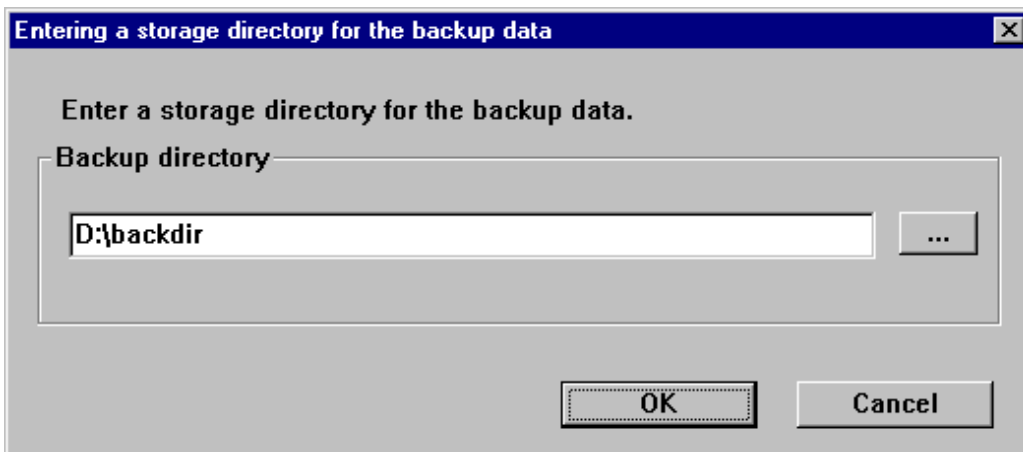 Entering a storage directory for the backup data
Enter a storage directory for the backup data.
Backup directory
D:\backdir
...
OK
Cancel